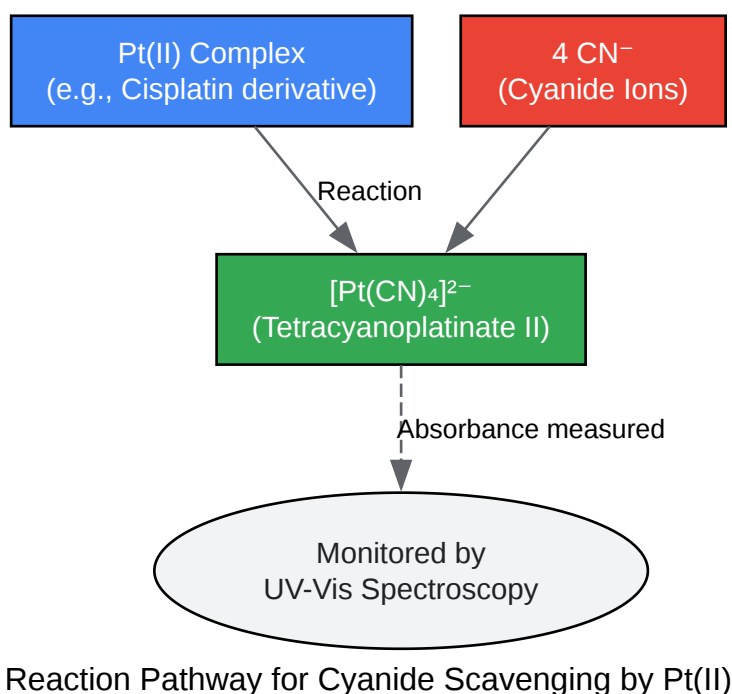 Pt(II) Complex
(e.g., Cisplatin derivative)
4 CN⁻
(Cyanide Ions)
Reaction
[Pt(CN)₄]²⁻
(Tetracyanoplatinate II)
Absorbance measured
Monitored by
UV-Vis Spectroscopy
Reaction Pathway for Cyanide Scavenging by Pt(II)